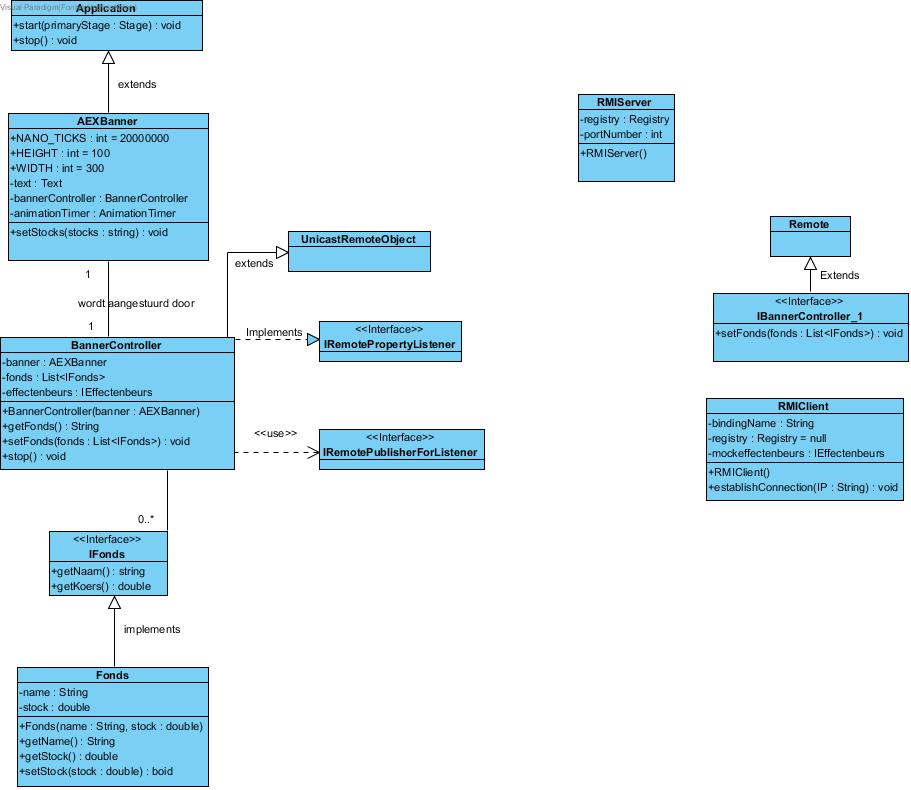 Application
+start(primaryStage : Stage) : void
+stop() : void
extends
AEXBanner
+NANO_TICKS : int = 20000000
+HEIGHT : int = 100
+WIDTH : int = 300
-text : Text
-bannerController : BannerController
-animationTimer : AnimationTimer
+setStocks(stocks : string) : void
1
wordt aangestuurd door
1
BannerController
-banner : AEXBanner
-fonds : List<IFonds>
-effectenbeurs : IEffectenbeurs
+BannerController(banner : AEXBanner)
+getFonds() : String
+setFonds(fonds : List<IFonds>) : void
+stop() : void
extends
UnicastRemoteObject
Implements
<<Interface>>
IRemotePropertyListener
<<use>>
<<Interface>>
IRemotePublisherForListener
0..*
<<Interface>>
IFonds
+getNaam() : string
+getKoers() : double
implements
Fonds
-name : String
-stock : double
+Fonds(name : String, stock : double)
+getName() : String
+getStock() : double
+setStock(stock : double) : boid
RMIServer
-registry : Registry
-portNumber : int
+RMIServer()
Remote
Extends
<<Interface>>
IBannerController_1
+setFonds(fonds : List<IFonds>) : void
RMIClient
-bindingName : String
-registry : Registry = null
-mockeffectenbeurs : IEffectenbeurs
+RMIClient()
+establishConnection(IP : String) : void